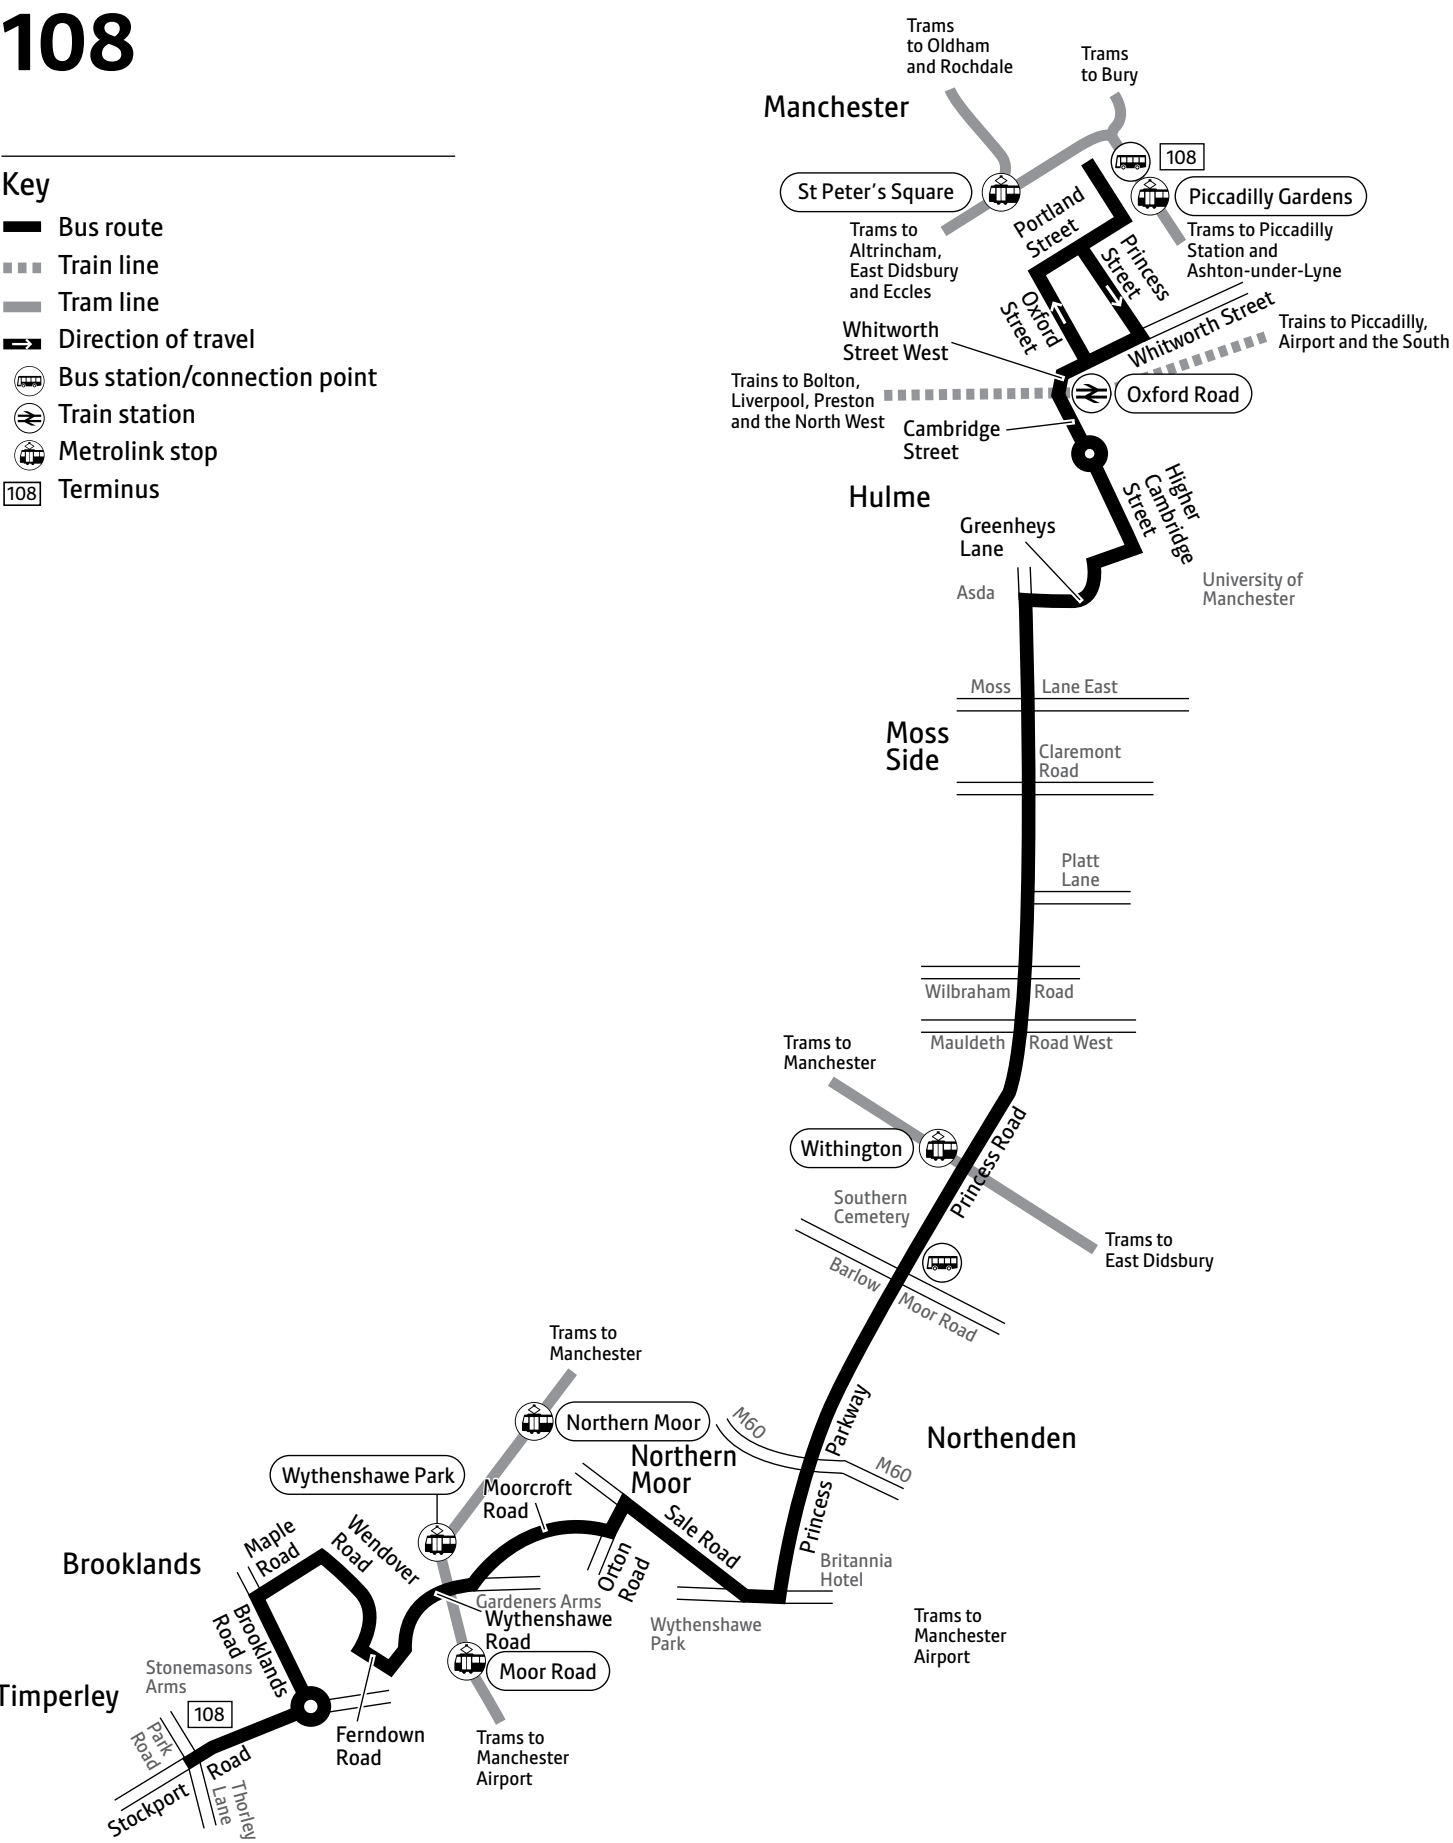 108
Key
Bus route
Train line
Tram line
Direction of travel
Bus station/connection point
Train station
Metrolink stop
108 Terminus
Trams
to Oldham
and Rochdale
Trams
to Bury
Manchester
108
St Peter's Square
Piccadilly Gardens
Portland
Street
Trams to
Altrincham,
East Didsbury
and Eccles
Trams to Piccadilly
Station and
Ashton-under-Lyne
Princess
Street
Oxford
Street
Whitworth Street
Whitworth
Street West
Trains to Piccadilly,
Airport and the South
Trains to Bolton,
Liverpool, Preston
and the North West
Oxford Road
Cambridge
Street
Higher
Cambridge
Street
Hulme
Greenheys
Lane
Asda
University of
Manchester
Moss Lane East
Moss
Side
Claremont
Road
Platt
Lane
Wilbraham Road
Mauldeth Road West
Trams to
Manchester
Princess Road
Withington
Southern
Cemetery
Trams to
East Didsbury
Barlow Moor Road
Trams to
Manchester
Northern Moor
M60
Princess Parkway
M60
Northenden
Northern
Moor
Wythenshawe Park
Moorcroft
Road
Sale Road
Maple
Road
Wendover
Road
Orton
Road
Brooklands
Britannia
Hotel
Gardeners Arms
Wythenshawe
Road
Wythenshawe
Park
Trams to
Manchester
Airport
Brooklands
Road
Stonemasons
Arms
Moor Road
Timperley
108
Park
Road
Ferndown
Road
Trams to
Manchester
Airport
Stockport Road
Thorley
Lane